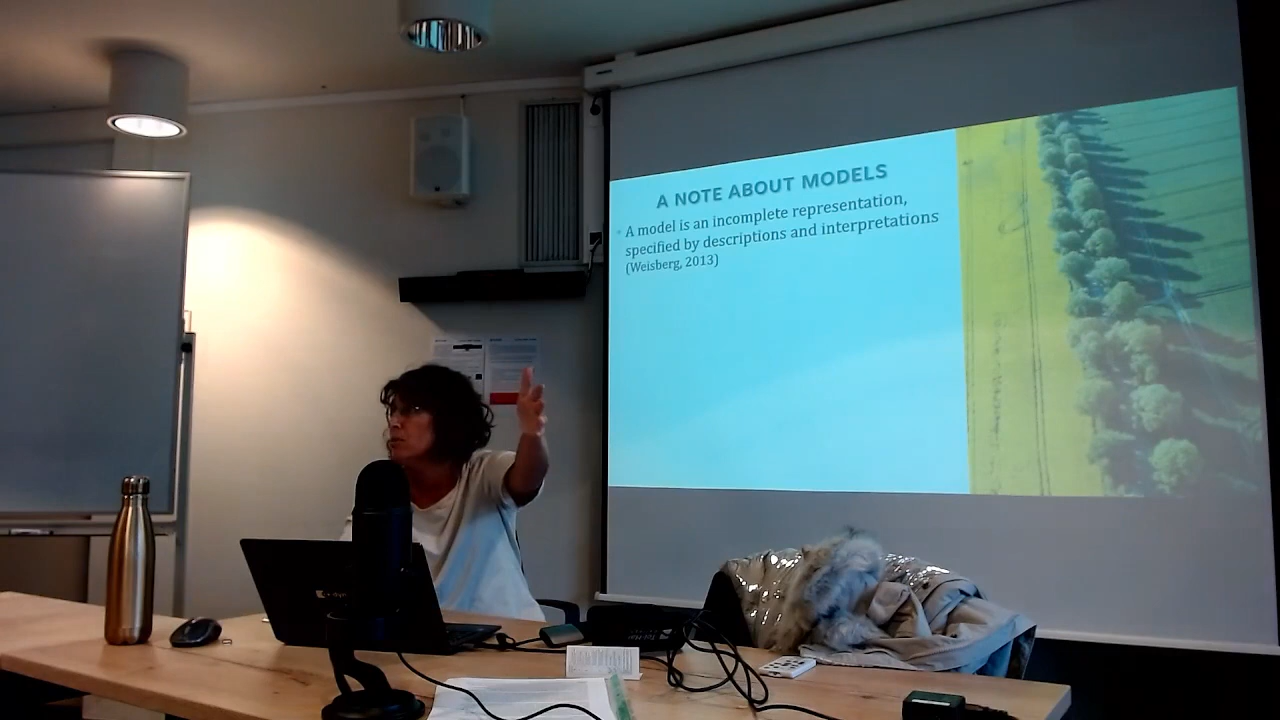 A NOTE ABOUT MODELS
A model is an incomplete representation,
specified by descriptions and interpretations
(Weisberg, 2013)